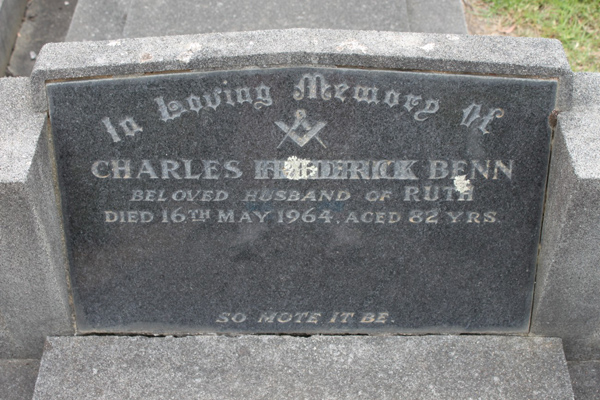 In Loving Memory Of
CHARLES FREDERICK BENN
BELOVED HUSBAND OF RUTH
DIED 16TH MAY 1964, AGED 82 YRS.
SO MOTE IT BE.